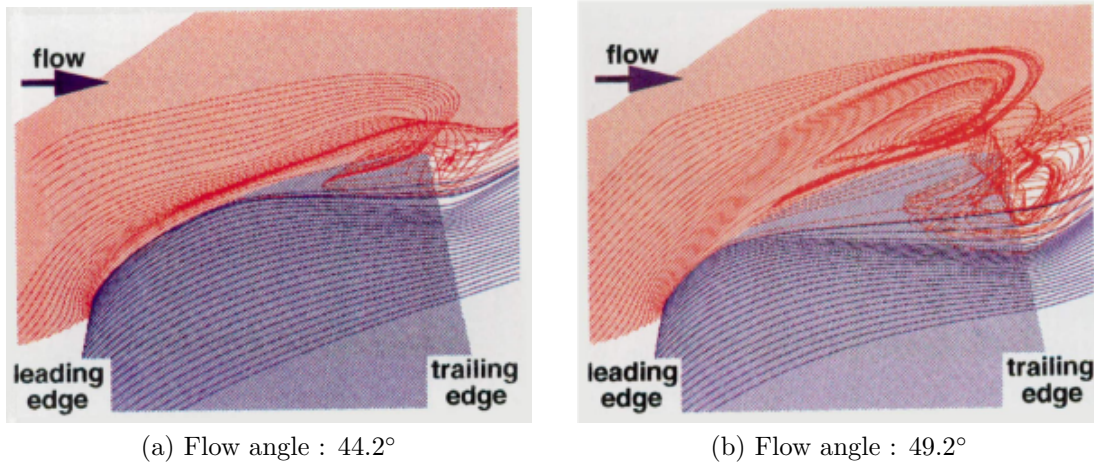 flow
leading
edge
trailing
edge
(a) Flow angle : 44.2°
flow
leading
edge
trailing
edge
(b) Flow angle : 49.2°